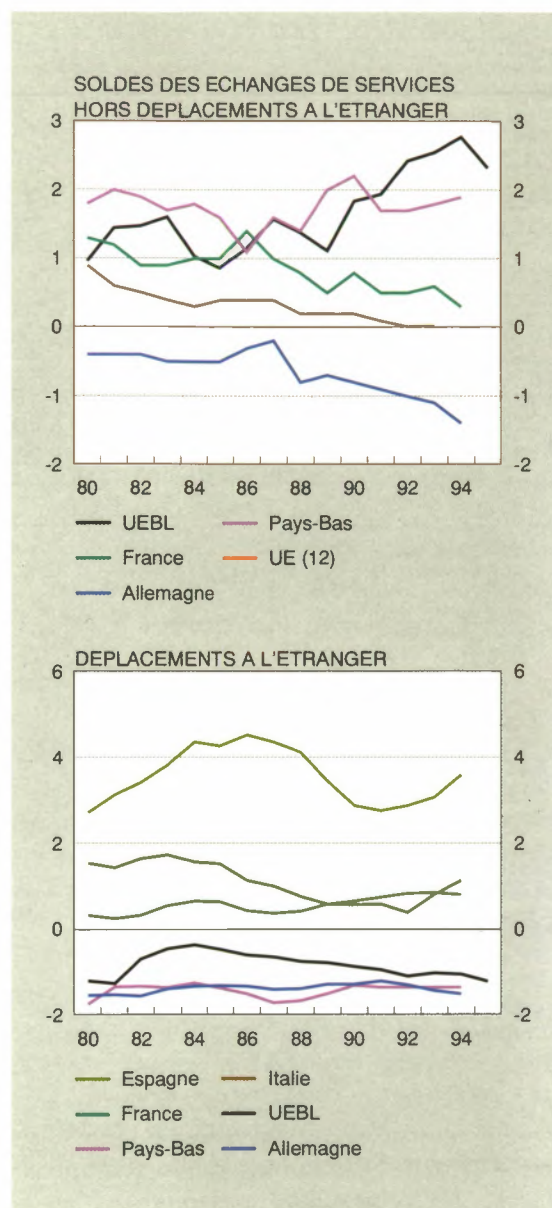 SOLDES DES ECHANGES DE SERVICES
HORS DEPLACEMENTS A L'ETRANGER
3 3
2 2
1 1
0 0
-1 -1
-2 -2
80 82 84 86 88 90 92 94
UEBL Pays-Bas
France UE (12)
Allemagne
DEPLACEMENTS A L'ETRANGER
6 6
4 4
2 2
0 0
-2 -2
80 82 84 86 88 90 92 94
Espagne Italie
France UEBL
Pays-Bas Allemagne